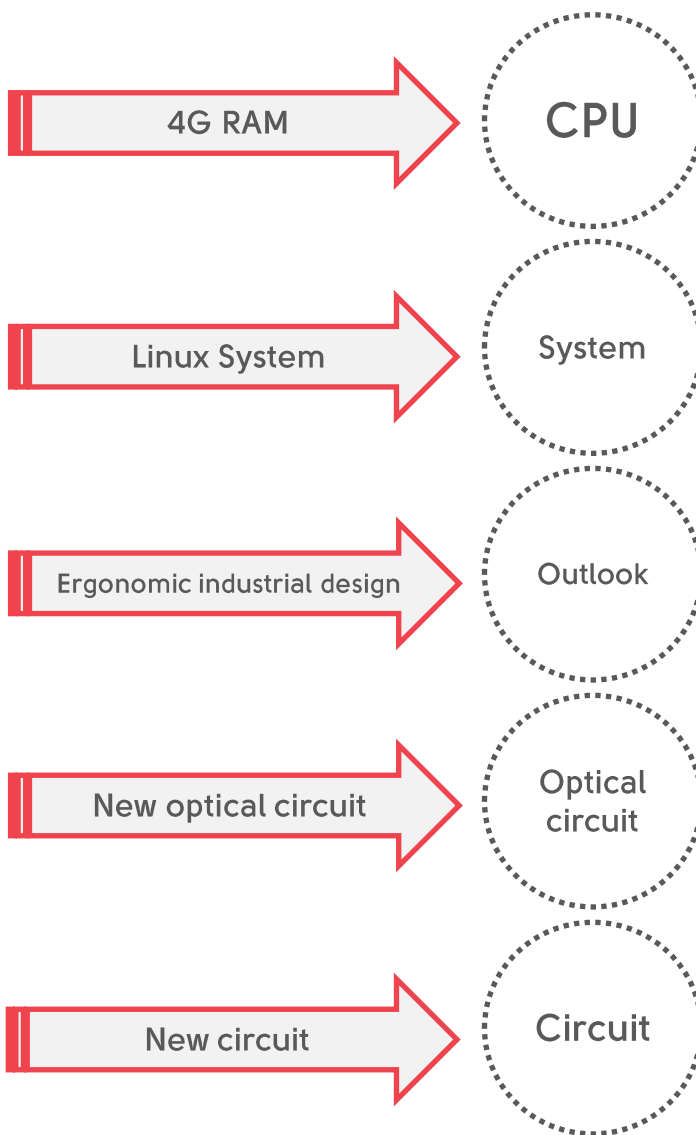 4G RAM
CPU
Linux System
System
Ergonomic industrial design
Outlook
New optical circuit
Optical
circuit
New circuit
Circuit